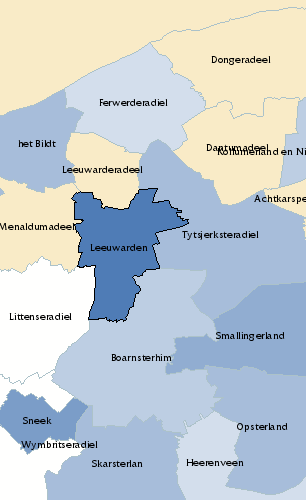 Dongeradeel
Ferwerderadiel
het Bildt
Dantumadeel
Kollumerland en Ni
Leeuwarderadeel
Achtkarspe
Menaldumadeel
Tytsjerksteradiel
Leeuwarden
Littenseradiel
Smallingerland
Boarnsterhim
Sneek
Opsterland
Wymbritseradiel
Skarsterlan
Heerenveen